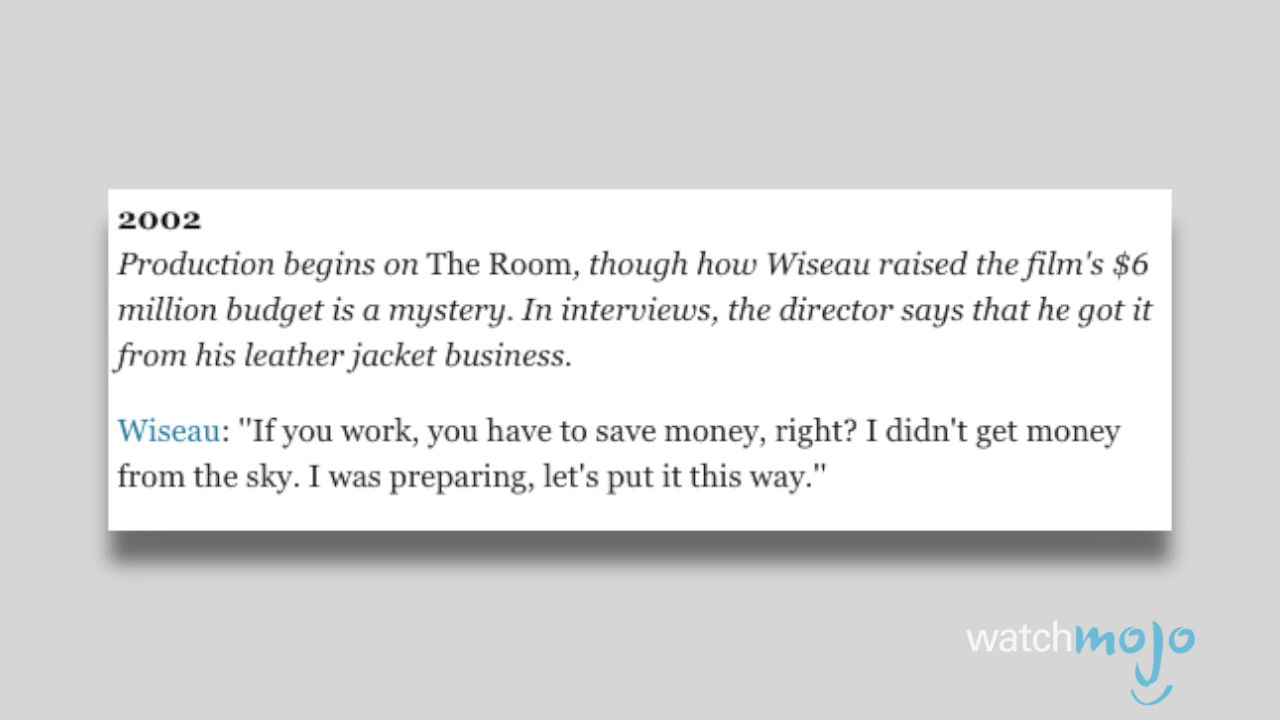 2002
Production begins on The Room, though how Wiseau raised the film's $6
million budget is a mystery. In interviews, the director says that he got it
from his leather jacket business.
Wiseau: "If you work, you have to save money, right? I didn't get money
from the sky. I was preparing, let's put it this way."
watchmojo